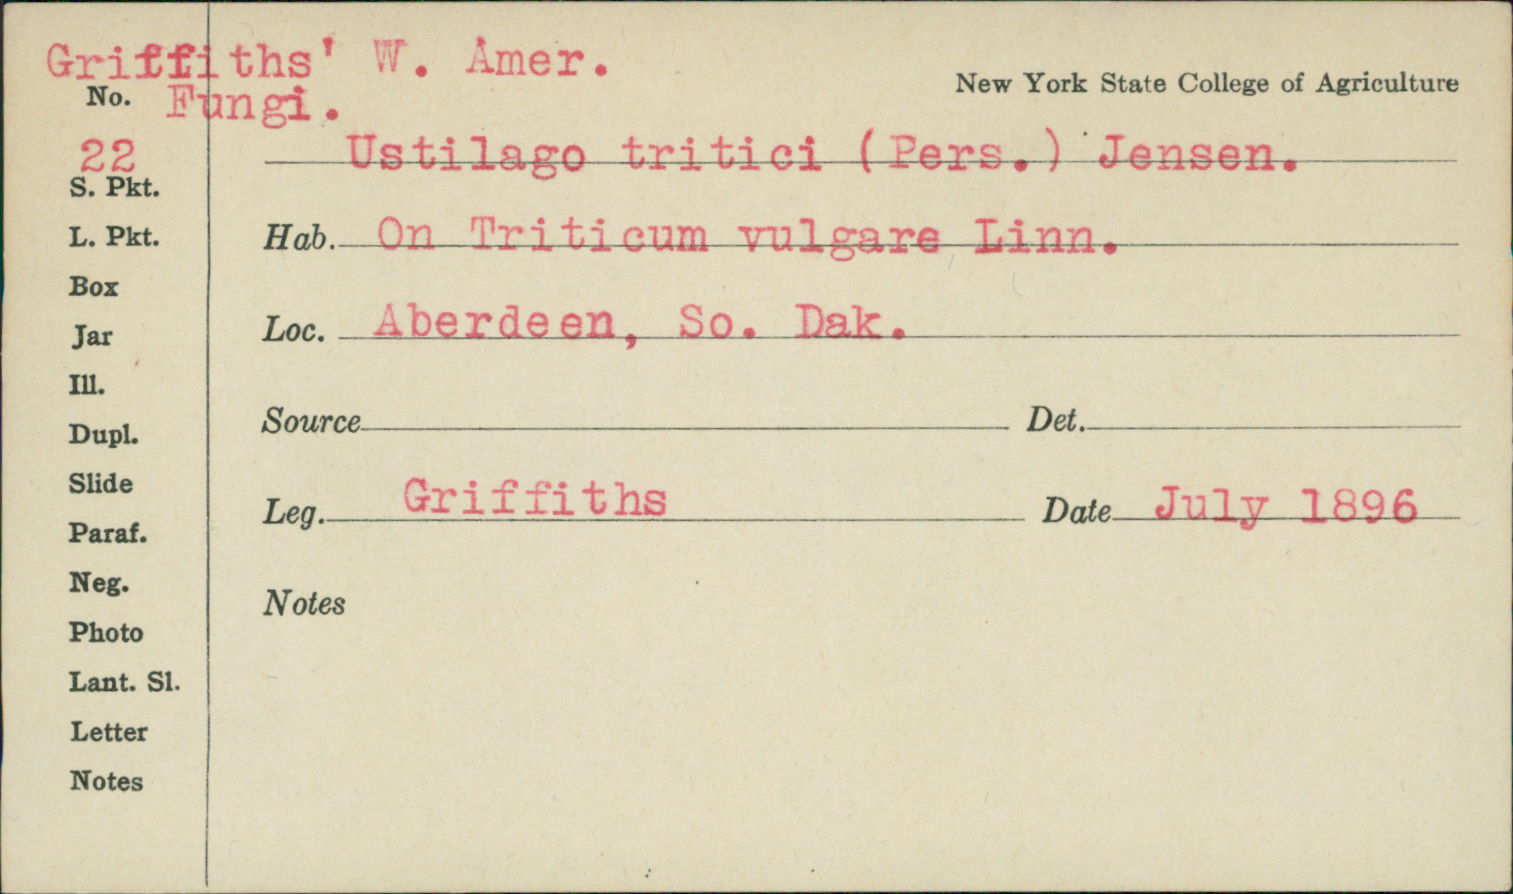 Griffiths' W. Amer.
New York State College of Agriculture
No. Fungi.
22 Ustilago tritici (Pers.) Jensen.
S. Pkt.
L. Pkt.
Hab. On Triticum vulgare Linn.
Box
Jar
Loc. Aberdeen, So. Dak.
Ill.
Dupl.
Source Det.
Slide
Leg. Griffiths Date July 1896
Paraf.
Neg.
Notes
Photo
Lant. Sl.
Letter
Notes